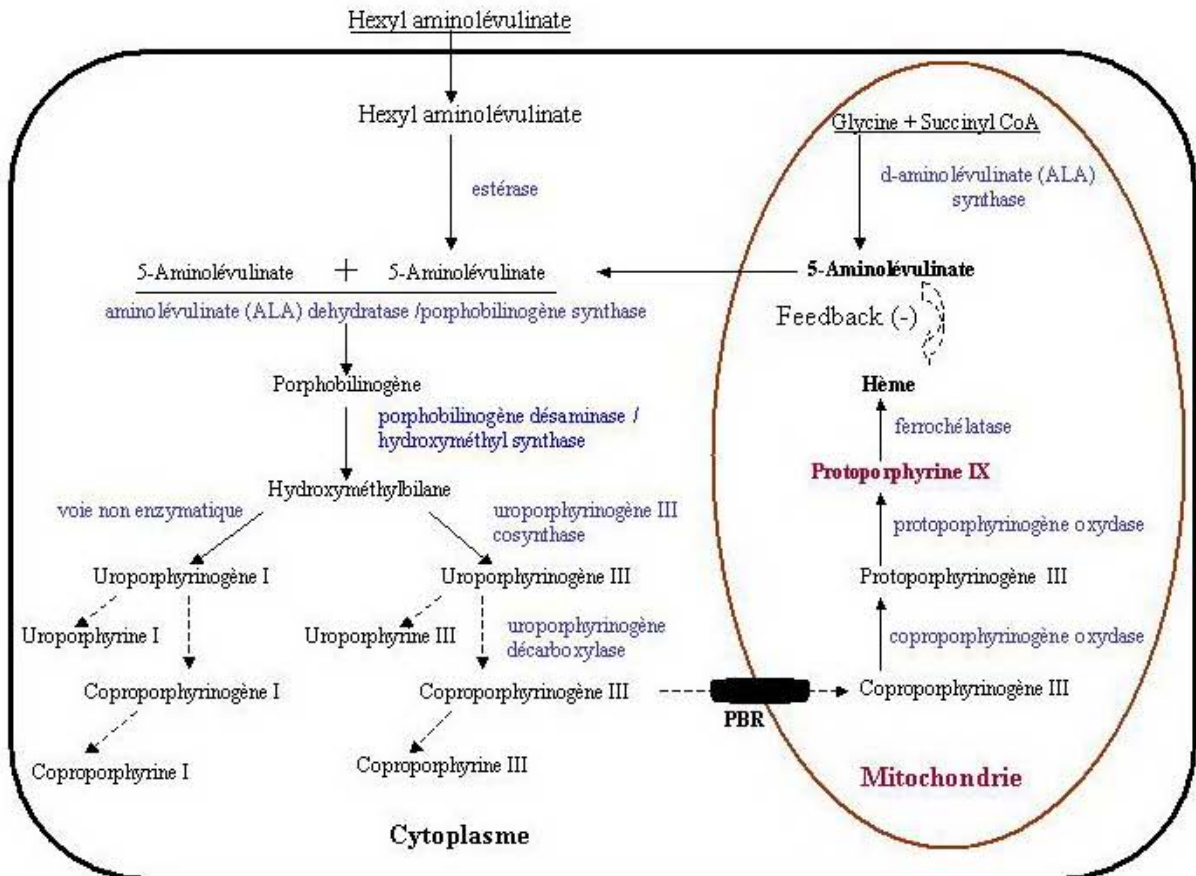 Hexyl aminolévulinate
Hexyl aminolévulinate
estérase
5-Aminolévulinate + 5-Aminolévulinate
aminolévulinate (ALA) dehydratase /porphobilinogène synthase
Porphobilinogène
porphobilinogène désaminase /
hydroxyméthyl synthase
Hydroxyméthylbilane
voie non enzymatique
uroporphyrinogène III
cosynthase
Uroporphyrinogène I
Uroporphyrinogène III
Uroporphyrine I
Uroporphyrine III
uroporphyrinogène
décarboxylase
Coproporphyrinogène I
Coproporphyrinogène III
Coproporphyrine I
Coproporphyrine III
PBR
Cytoplasme
Glycine + Succinyl CoA
d-aminolévulinate (ALA)
synthase
5-Aminolévulinate
Feedback (-)
Hème
ferrochélatase
Protoporphyrine IX
protoporphyrinogène oxydase
Protoporphyrinogène III
coproporphyrinogène oxydase
Coproporphyrinogène III
Mitochondrie